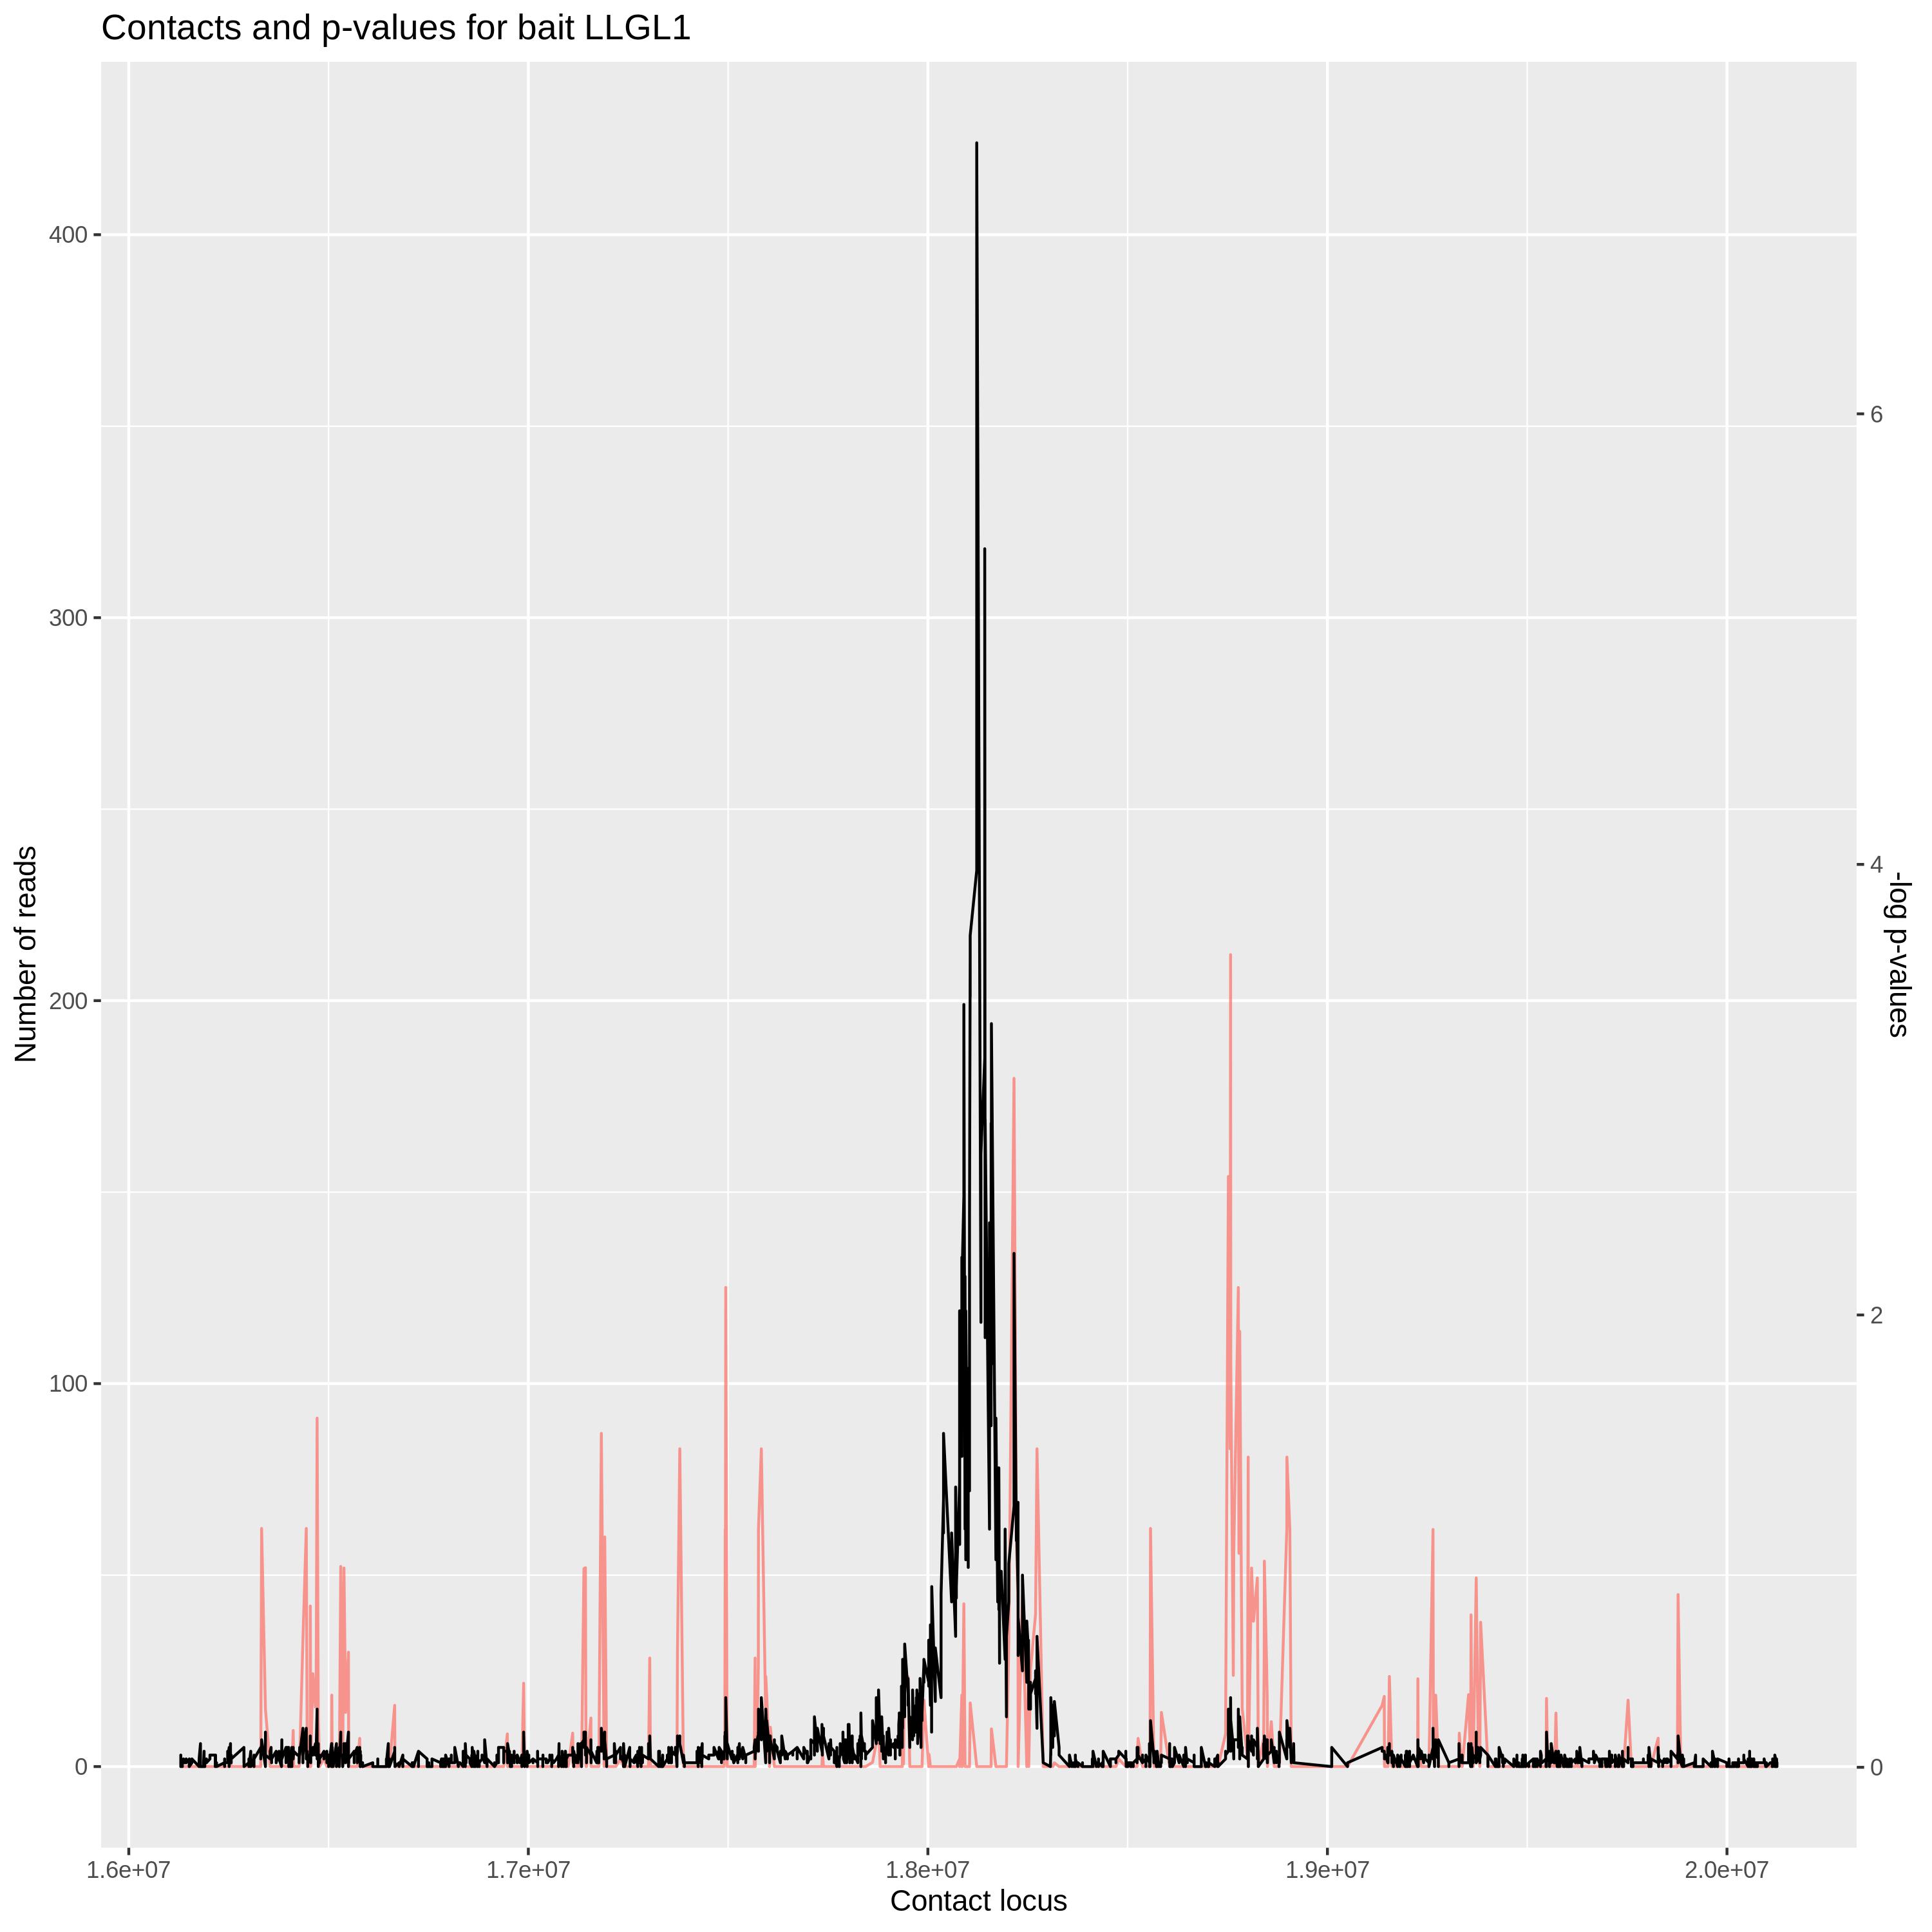 Contacts and p-values for bait LLGL1
400
300
200
100
0
Number of reads
6
4
2
0
-log p-values
1.6e+07
1.7e+07
1.8e+07
1.9e+07
2.0e+07
Contact locus